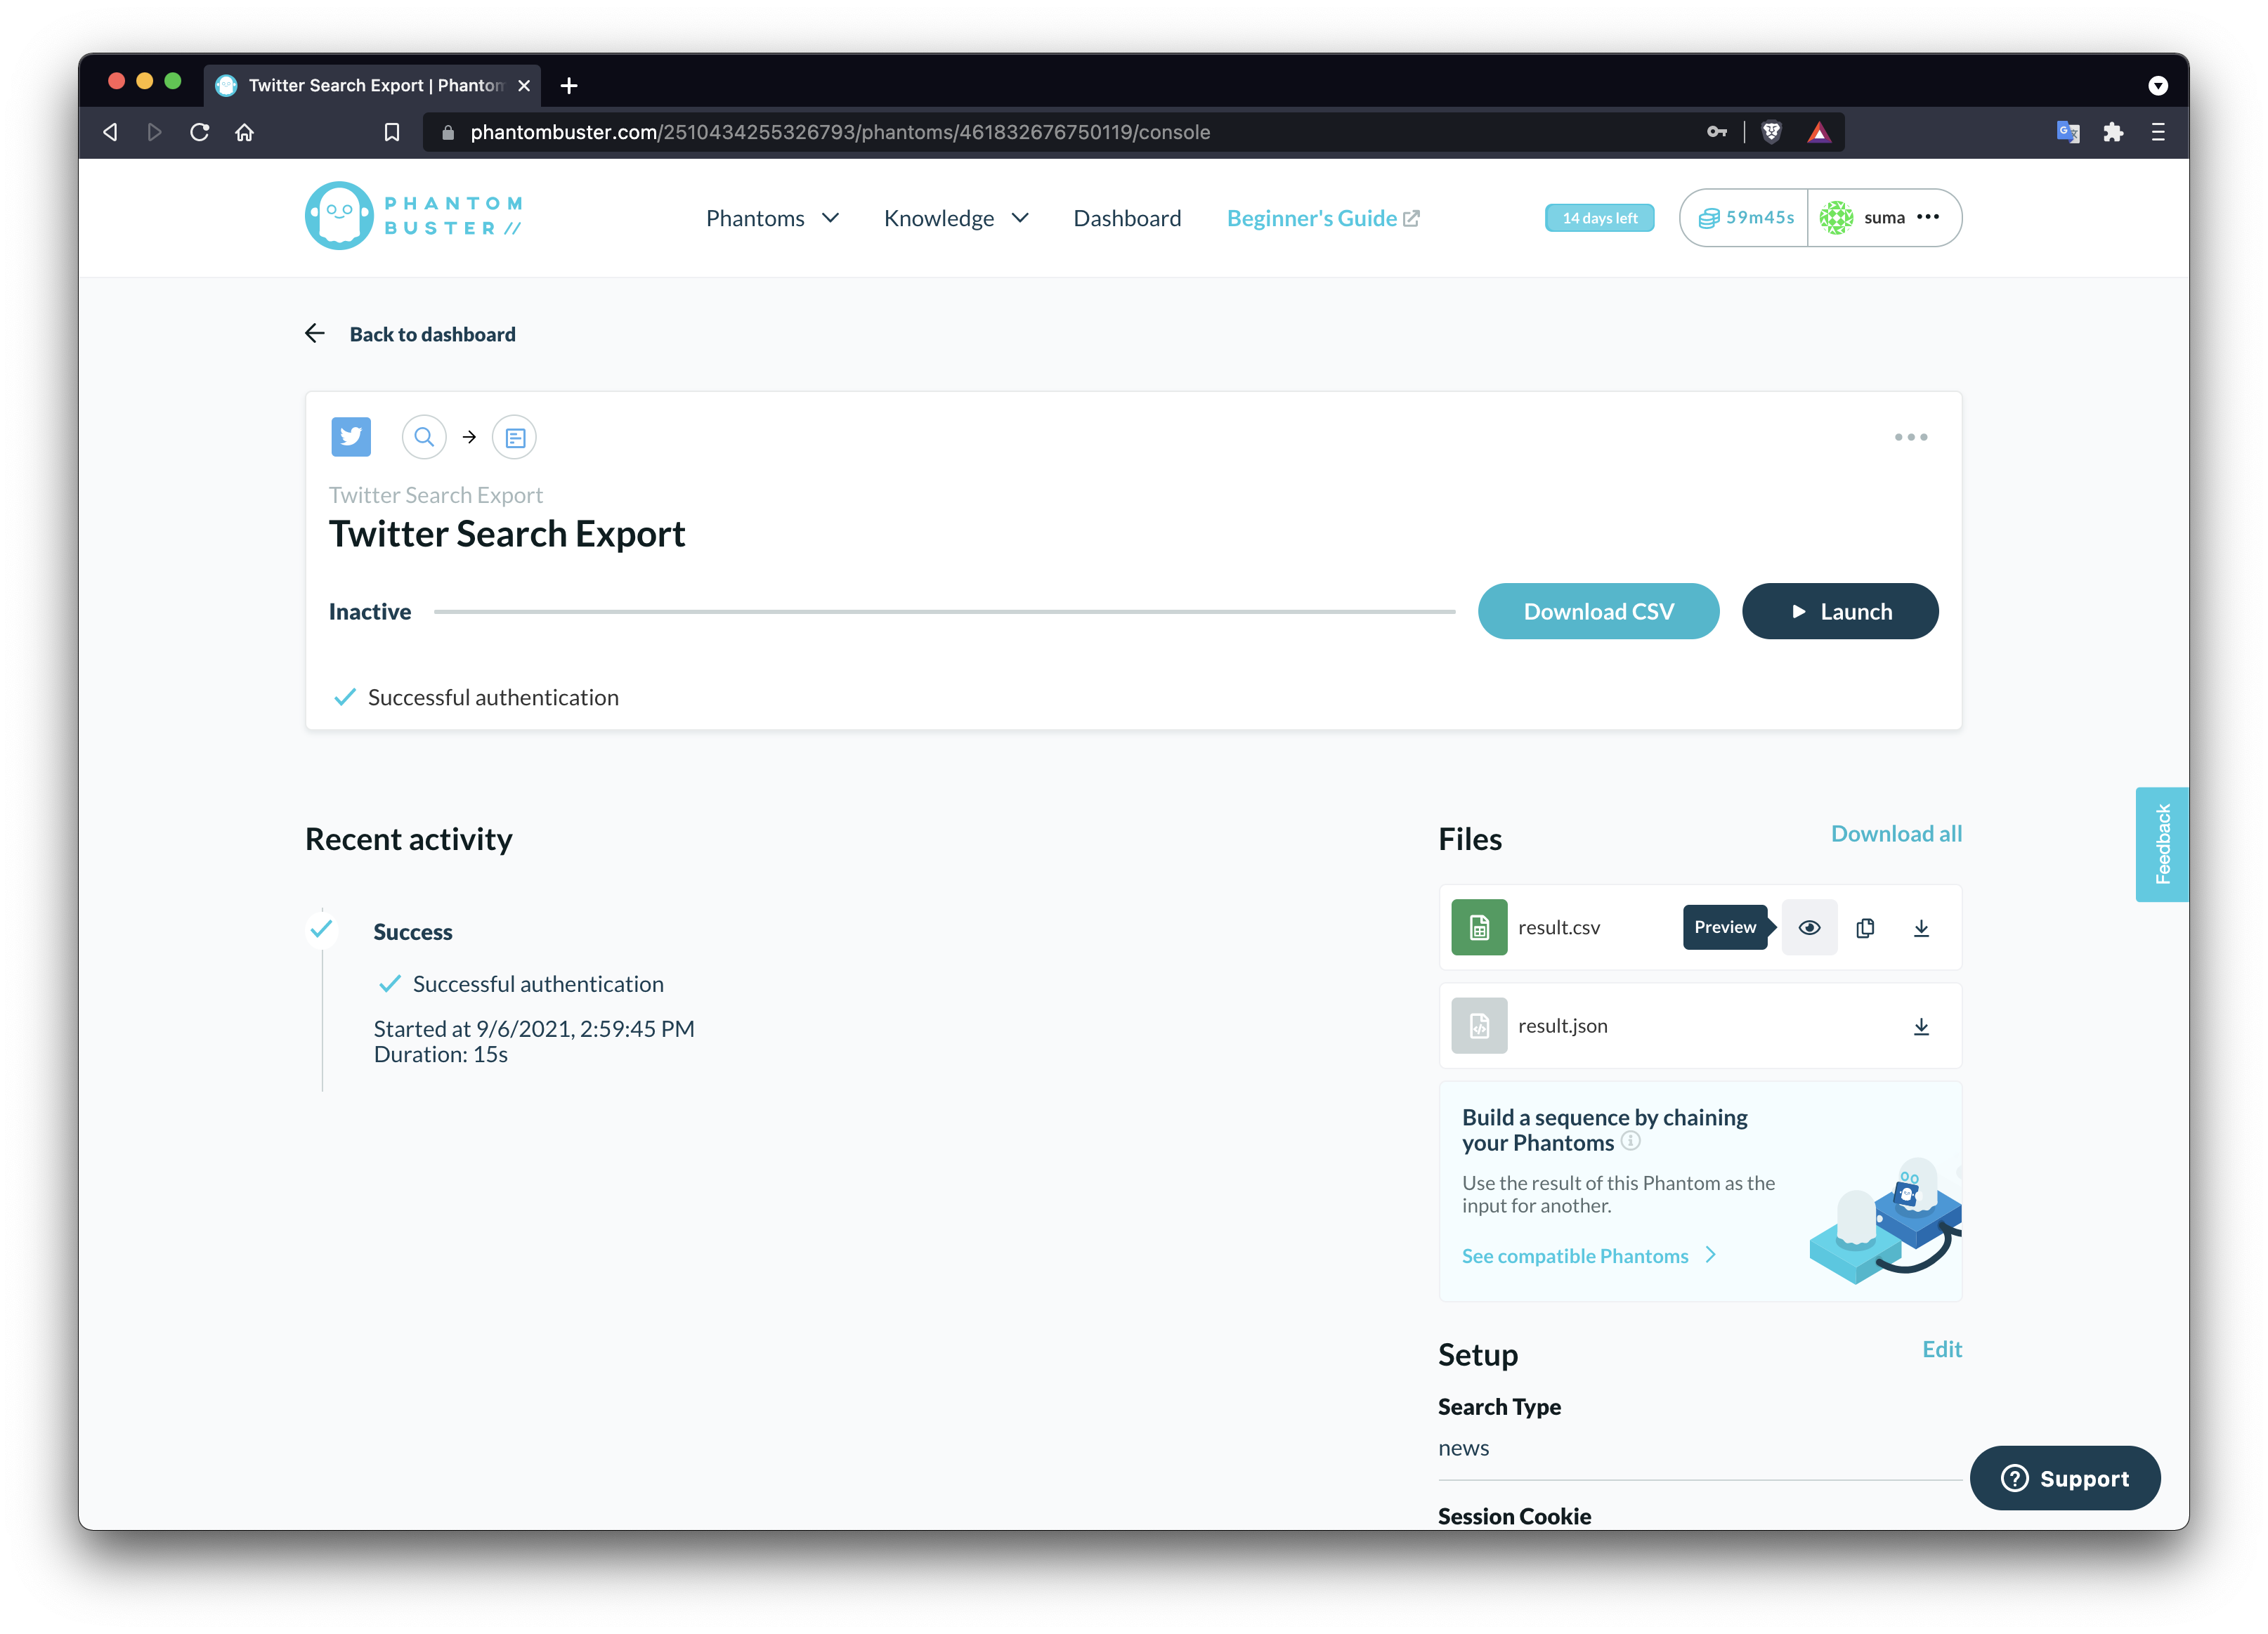 Twitter Search Export | Phantom
phantombuster.com/2510434255326793/phantoms/461832676750119/console
PHANTOM
BUSTER //
Phantoms
Knowledge
Dashboard
Beginner's Guide
14 days left
59m45s
suma
Back to dashboard
Twitter Search Export
Twitter Search Export
Inactive
Download CSV
Launch
Successful authentication
Recent activity
Success
Successful authentication
Started at 9/6/2021, 2:59:45 PM
Duration: 15s
Files
Download all
result.csv
Preview
result.json
Build a sequence by chaining
your Phantoms
Use the result of this Phantom as the
input for another.
See compatible Phantoms
Setup
Edit
Search Type
news
Session Cookie
Feedback
Support